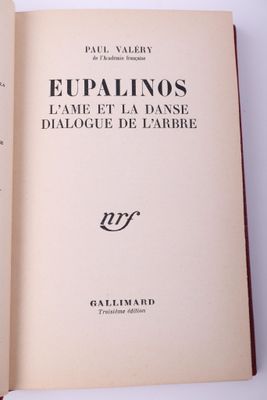 PAUL VALÉRY
de l'Académie française
EUPALINOS
L'AME ET LA DANSE
DIALOGUE DE L'ARBRE
nrf
GALLIMARD
Troisième édition